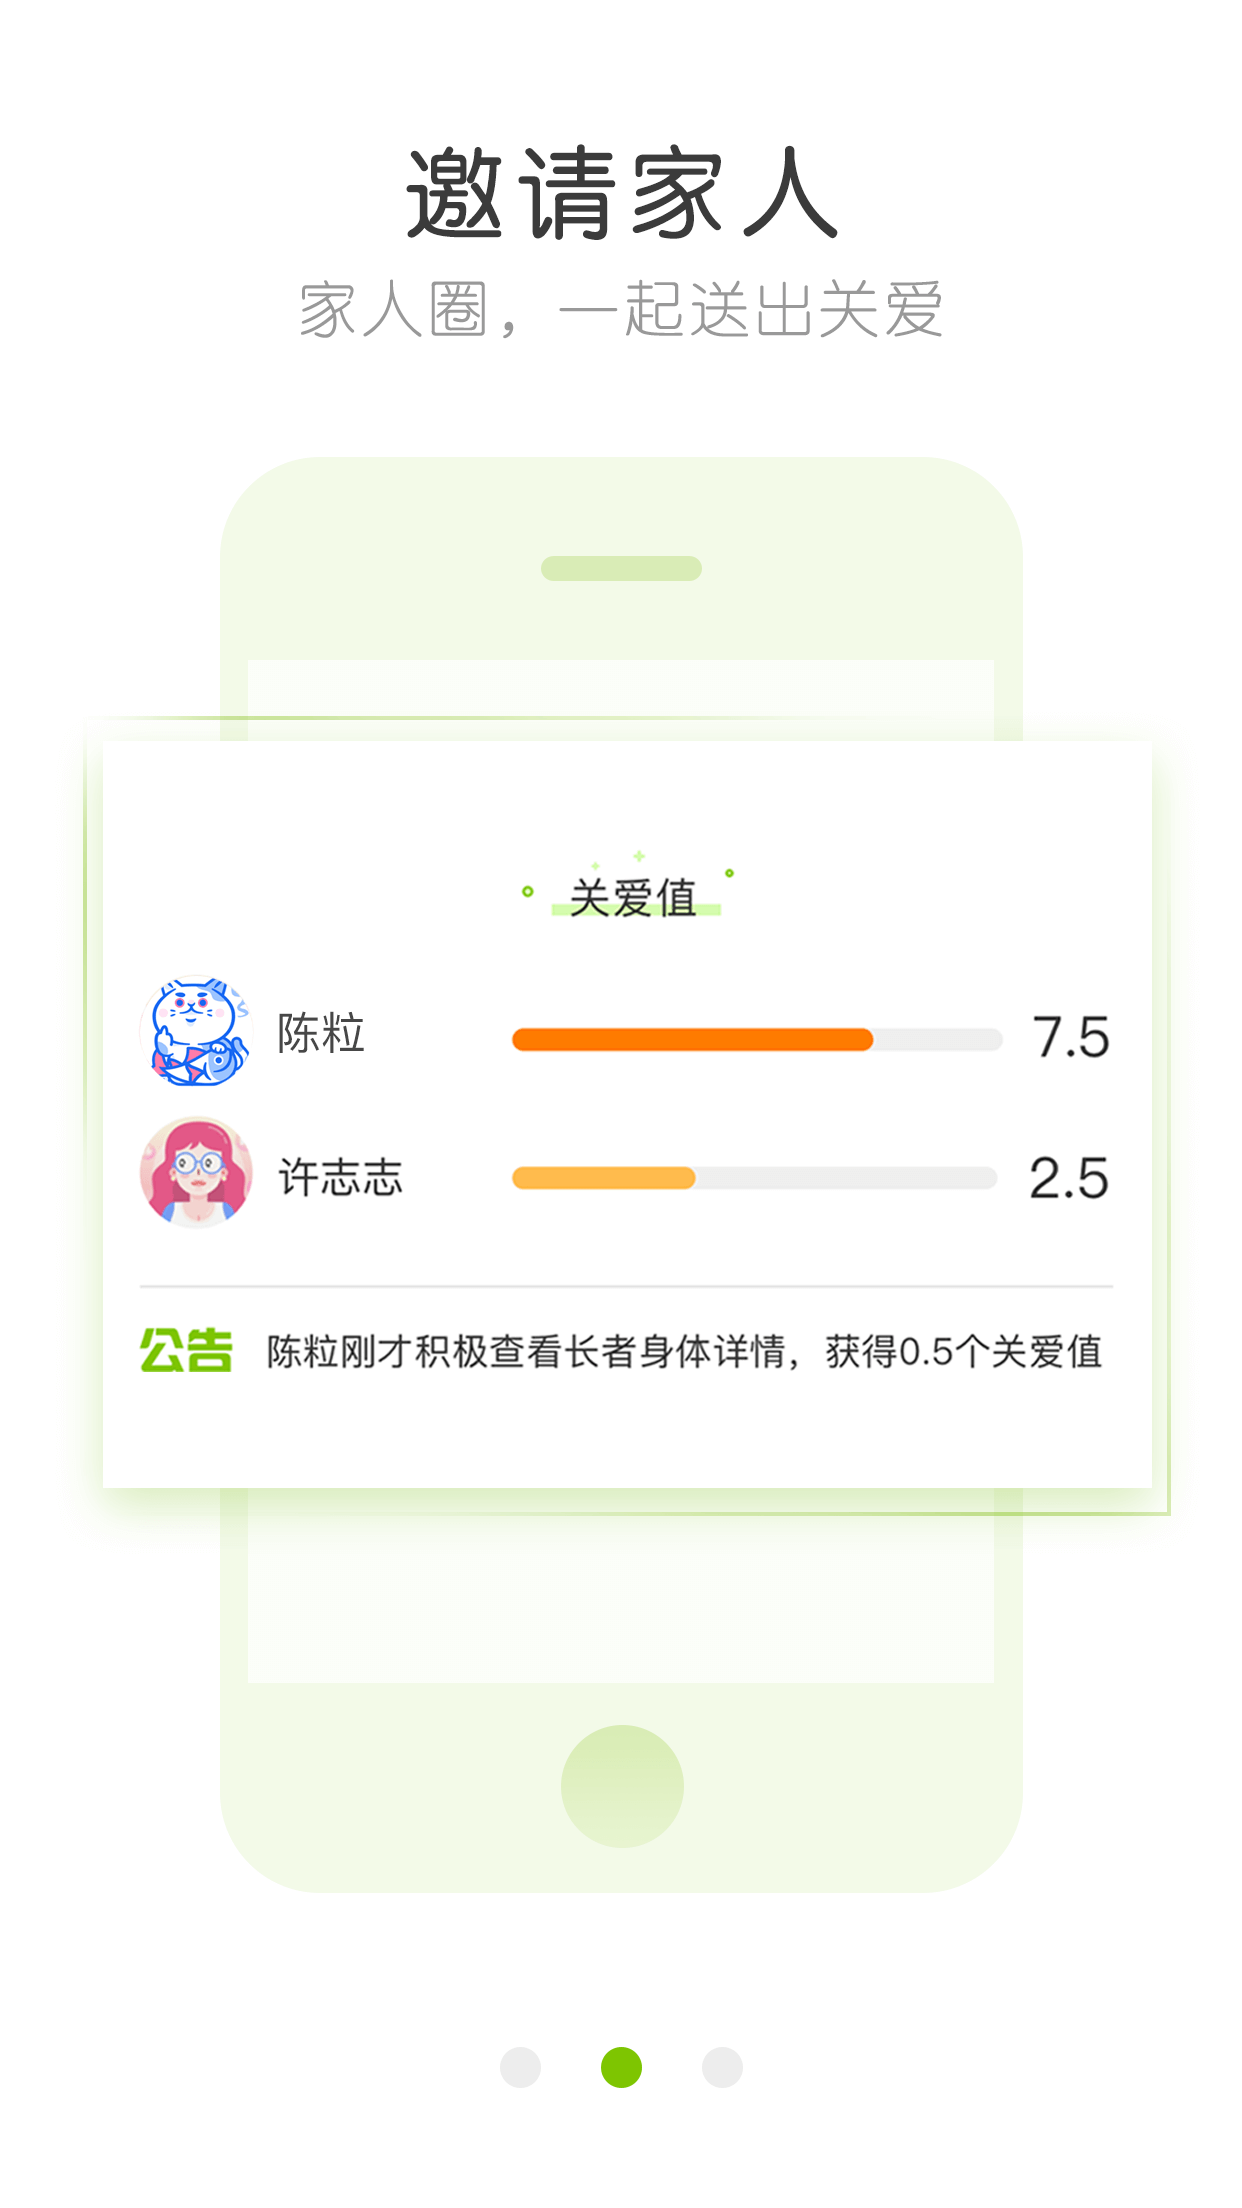 邀请家人
家人圈，一起送出关爱
关爱值
陈粒 7.5
许志志 2.5
公告 陈粒刚才积极查看长者身体详情，获得0.5个关爱值